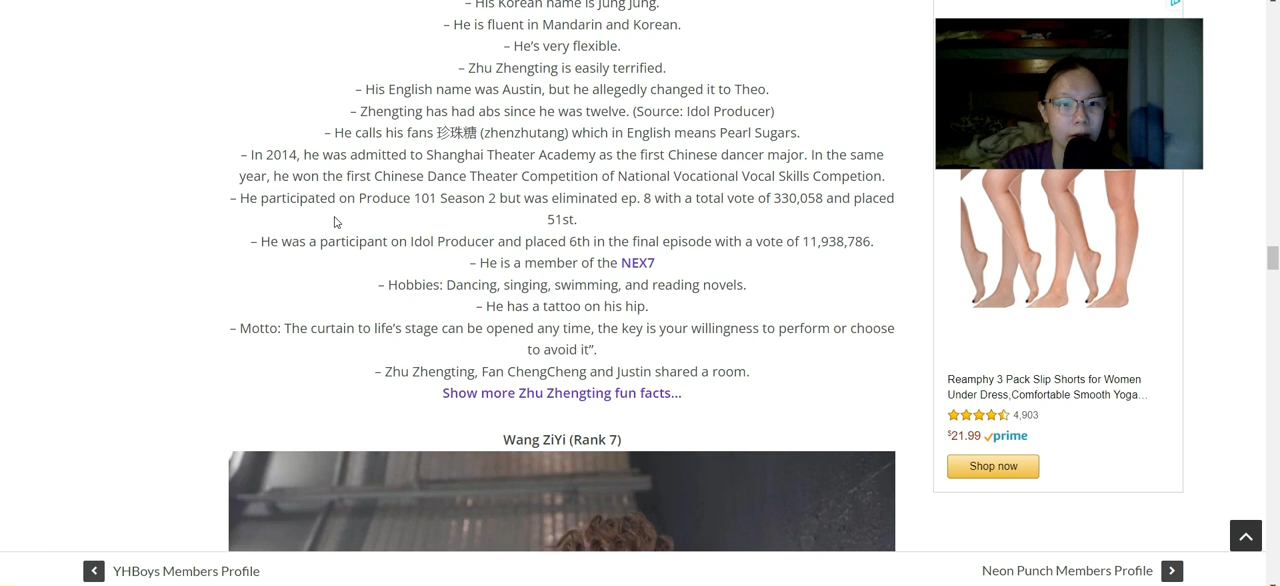 – His Korean name is Jung Jung.
– He is fluent in Mandarin and Korean.
– He's very flexible.
– Zhu Zhengting is easily terrified.
– His English name was Austin, but he allegedly changed it to Theo.
– Zhengting has had abs since he was twelve. (Source: Idol Producer)
– He calls his fans 珍珠糖 (zhenzhutang) which in English means Pearl Sugars.
– In 2014, he was admitted to Shanghai Theater Academy as the first Chinese dancer major. In the same
year, he won the first Chinese Dance Theater Competition of National Vocational Vocal Skills Competion.
– He participated on Produce 101 Season 2 but was eliminated ep. 8 with a total vote of 330,058 and placed
51st.
– He was a participant on Idol Producer and placed 6th in the final episode with a vote of 11,938,786.
– He is a member of the NEX7
– Hobbies: Dancing, singing, swimming, and reading novels.
– He has a tattoo on his hip.
– Motto: The curtain to life's stage can be opened any time, the key is your willingness to perform or choose
to avoid it”.
– Zhu Zhengting, Fan ChengCheng and Justin shared a room.
Show more Zhu Zhengting fun facts...
Wang ZiYi (Rank 7)
Reamphy 3 Pack Slip Shorts for Women
Under Dress,Comfortable Smooth Yoga...
4,903
$21.99 prime
Shop now
YHBoys Members Profile
Neon Punch Members Profile